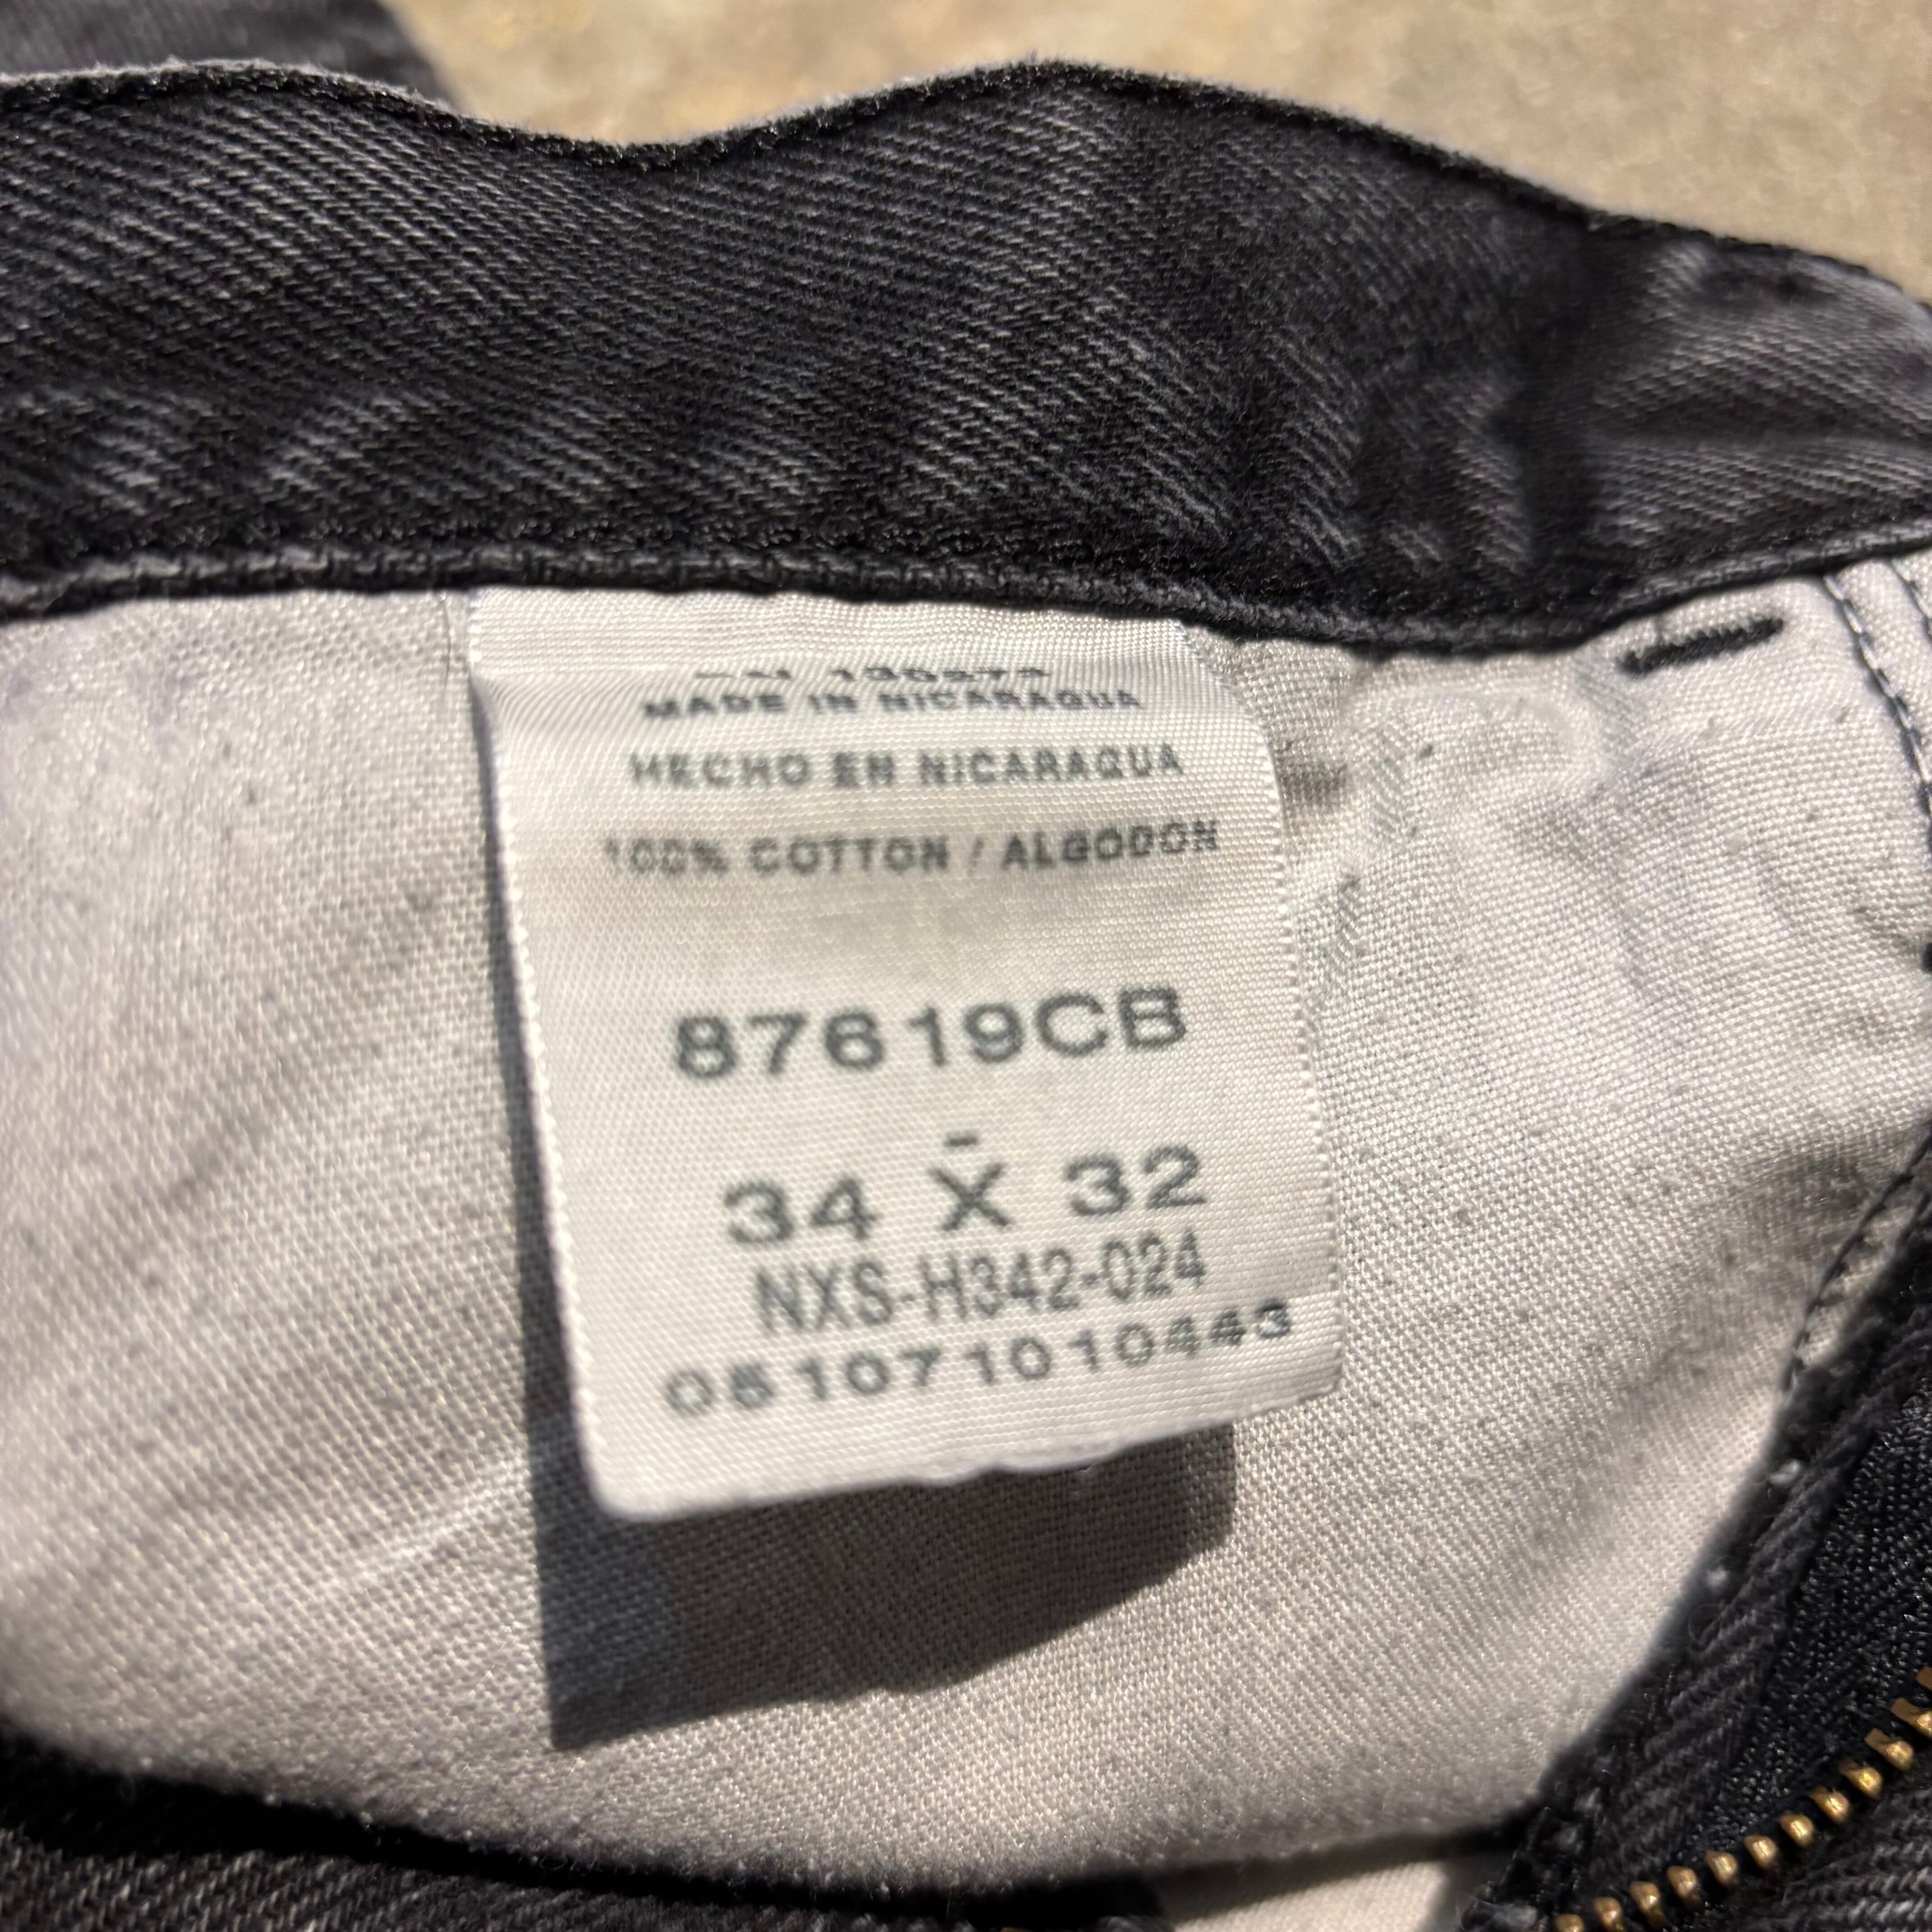 MADE IN NICARAGUA
HECHO EN NICARAGUA
100% COTTON / ALGODON
87619CB
-
34 X 32
NXS-H342-024
051071010443